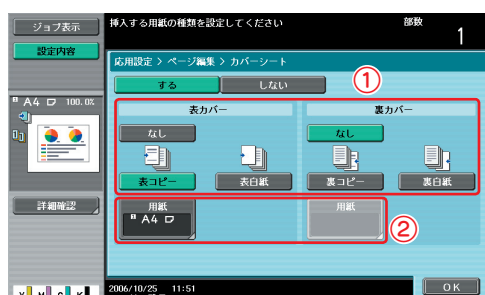 ジョブ表示
挿入する用紙の種類を設定してください
部数
1
設定内容
応用設定 > ページ編集 > カバーシート
する
しない
①
A4 100.0%
表カバー
裏カバー
なし
なし
表コピー
表白紙
裏コピー
裏白紙
詳細確認
用紙
A4
用紙
②
Y M C K
2006/10/25 11:51
OK